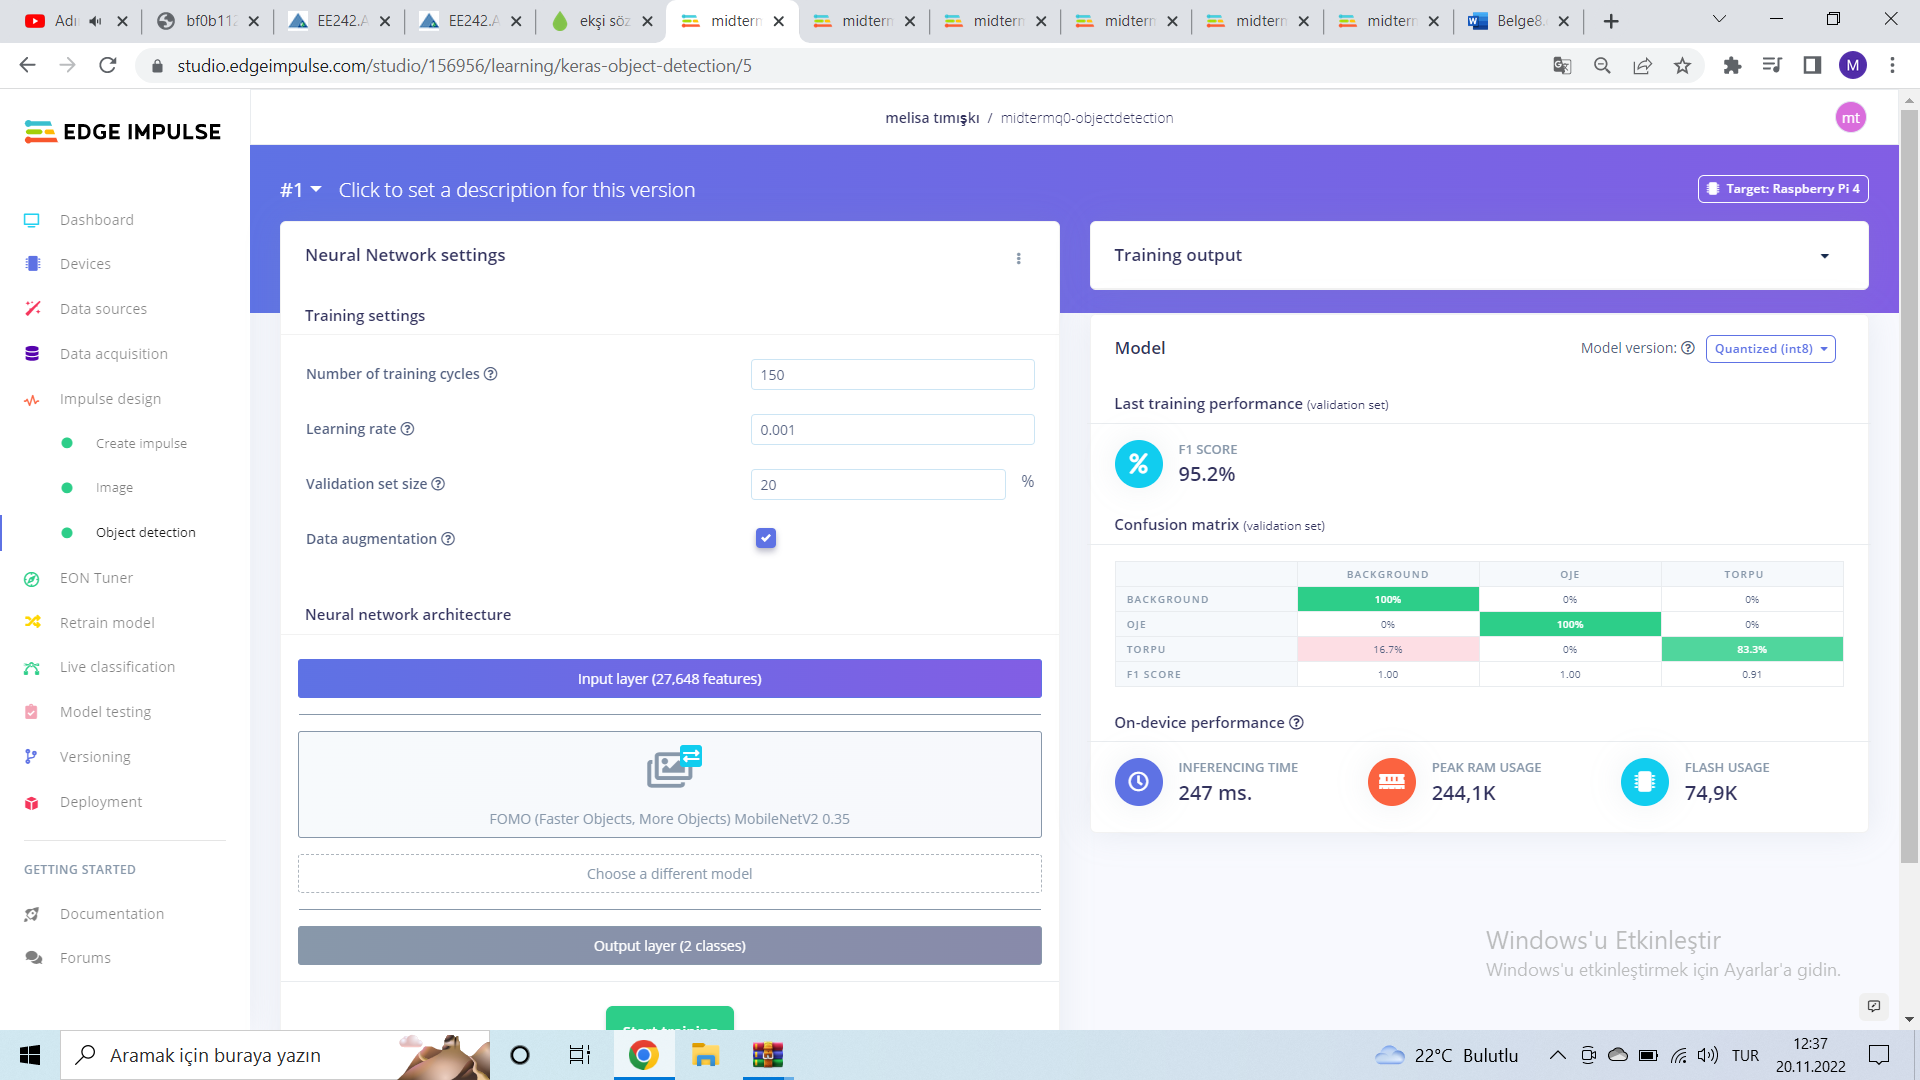 Adı
bf0b112
EE242.A
EE242.A
ekşi söz
midterm
midterm
midterm
midterm
midterm
midterm
Belge8.
studio.edgeimpulse.com/studio/156956/learning/keras-object-detection/5
M
EDGE IMPULSE
melisa tımışkı / midtermq0-objectdetection
mt
#1 Click to set a description for this version
Target: Raspberry Pi 4
Dashboard
Devices
Data sources
Data acquisition
Impulse design
Create impulse
Image
Object detection
EON Tuner
Retrain model
Live classification
Model testing
Versioning
Deployment
GETTING STARTED
Documentation
Forums
Neural Network settings
Training settings
Number of training cycles ? 150
Learning rate ? 0.001
Validation set size ? 20 %
Data augmentation ?
Neural network architecture
Input layer (27,648 features)
FOMO (Faster Objects, More Objects) MobileNetV2 0.35
Choose a different model
Output layer (2 classes)
Start training
Training output
Model
Model version: ? Quantized (int8)
Last training performance (validation set)
%
F1 SCORE
95.2%
Confusion matrix (validation set)
BACKGROUND OJE TORPU
BACKGROUND 100% 0% 0%
OJE 0% 100% 0%
TORPU 16.7% 0% 83.3%
F1 SCORE 1.00 1.00 0.91
On-device performance ?
INFERENCING TIME
247 ms.
PEAK RAM USAGE
244,1K
FLASH USAGE
74,9K
Windows'u Etkinleştir
Windows'u etkinleştirmek için Ayarlar'a gidin.
Aramak için buraya yazın
22°C Bulutlu
TUR
12:37
20.11.2022